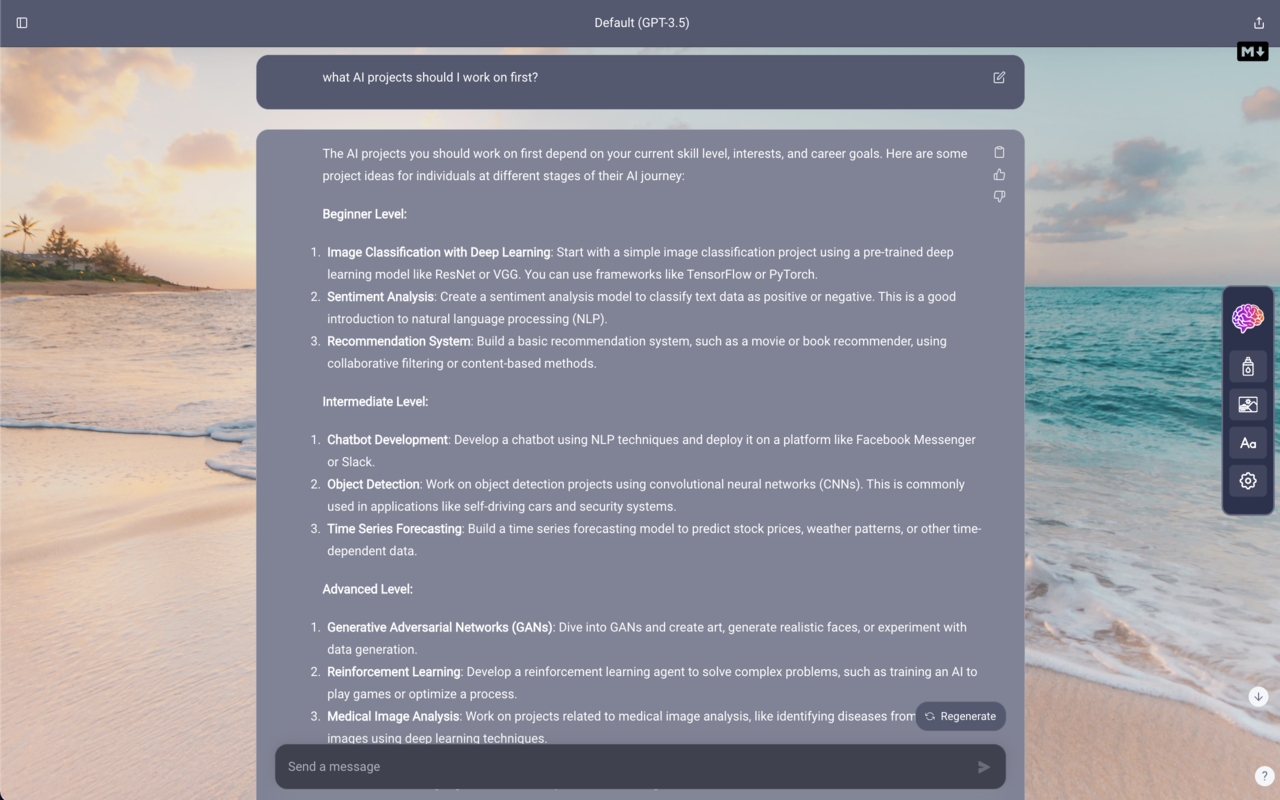 Default (GPT-3.5)
M
what AI projects should I work on first?
The AI projects you should work on first depend on your current skill level, interests, and career goals. Here are some
project ideas for individuals at different stages of their AI journey:
Beginner Level:
1. Image Classification with Deep Learning: Start with a simple image classification project using a pre-trained deep
learning model like ResNet or VGG. You can use frameworks like TensorFlow or PyTorch.
2. Sentiment Analysis: Create a sentiment analysis model to classify text data as positive or negative. This is a good
introduction to natural language processing (NLP).
3. Recommendation System: Build a basic recommendation system, such as a movie or book recommender, using
collaborative filtering or content-based methods.
Intermediate Level:
1. Chatbot Development: Develop a chatbot using NLP techniques and deploy it on a platform like Facebook Messenger
or Slack.
Aa
2. Object Detection: Work on object detection projects using convolutional neural networks (CNNs). This is commonly
used in applications like self-driving cars and security systems.
3. Time Series Forecasting: Build a time series forecasting model to predict stock prices, weather patterns, or other time-
dependent data.
Advanced Level:
1. Generative Adversarial Networks (GANs): Dive into GANs and create art, generate realistic faces, or experiment with
data generation.
2. Reinforcement Learning: Develop a reinforcement learning agent to solve complex problems, such as training an AI to
play games or optimize a process.
3. Medical Image Analysis: Work on projects related to medical image analysis, like identifying diseases from
Regenerate
images using deep learning techniques.
Send a message
?